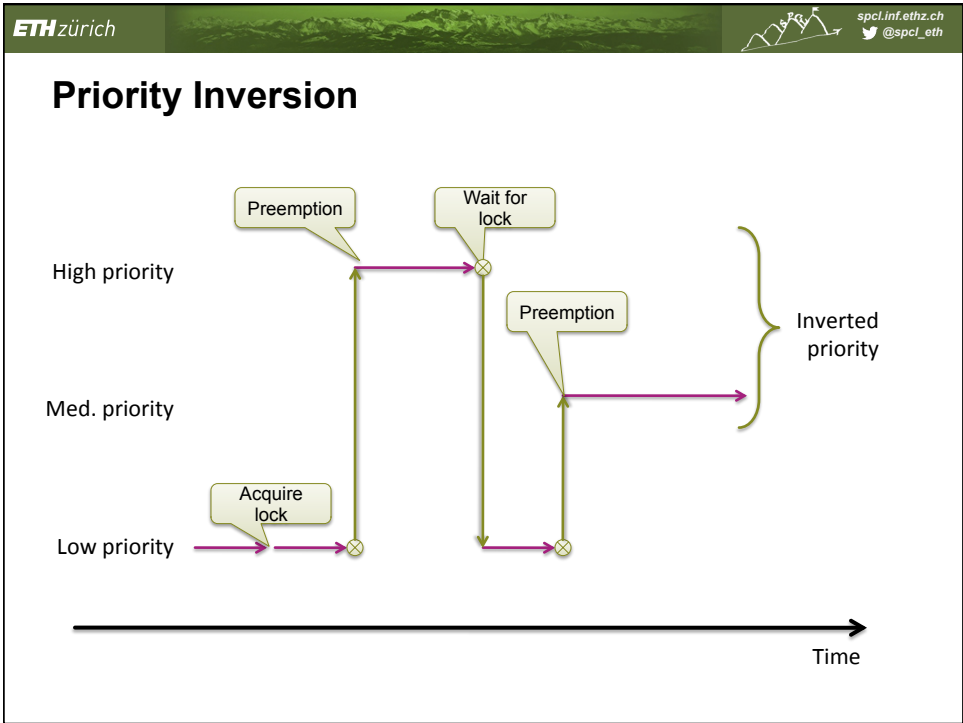 ETH zürich
spcl.inf.ethz.ch
@spcl_eth
SPCL
Priority Inversion
Preemption
Wait for
lock
High priority
Preemption
Inverted
priority
Med. priority
Acquire
lock
Low priority
Time